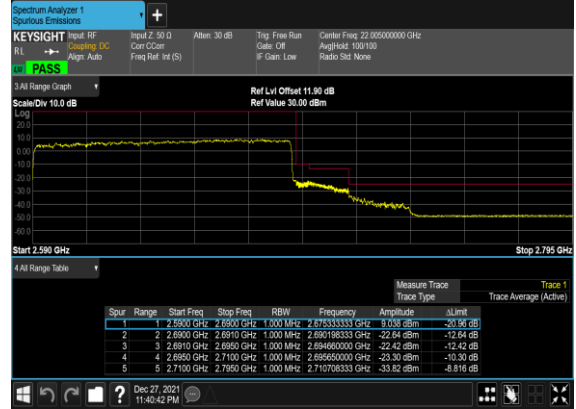 Spectrum Analyzer 1
Spurious Emissions
KEYSIGHT Input: RF Input Z: 50 Ω Atten: 30 dB Trig: Free Run Center Freq: 22.005000000 GHz
RL Coupling: DC Corr CCorr Gate: Off Avg|Hold: 100/100
Align: Auto Freq Ref: Int (S) IF Gain: Low Radio Std: None
PASS
3 All Range Graph
Ref Lvl Offset 11.90 dB
Scale/Div 10.0 dB Ref Value 30.00 dBm
Log
20.0
10.0
0.00
-10.0
-20.0
-30.0
-40.0
-50.0
-60.0
Start 2.590 GHz Stop 2.795 GHz
4 All Range Table
Measure Trace Trace 1
Trace Type Trace Average (Active)
Spur Range Start Freq Stop Freq RBW Frequency Amplitude ΔLimit
1 1 2.5900 GHz 2.6900 GHz 1.000 MHz 2.675333333 GHz 9.038 dBm -20.96 dB
2 2 2.6900 GHz 2.6910 GHz 1.000 MHz 2.690198333 GHz -22.64 dBm -12.64 dB
3 3 2.6910 GHz 2.6950 GHz 1.000 MHz 2.694660000 GHz -22.42 dBm -12.42 dB
4 4 2.6950 GHz 2.7100 GHz 1.000 MHz 2.695650000 GHz -23.30 dBm -10.30 dB
5 5 2.7100 GHz 2.7950 GHz 1.000 MHz 2.710708333 GHz -33.82 dBm -8.816 dB
Dec 27, 2021
11:40:42 PM